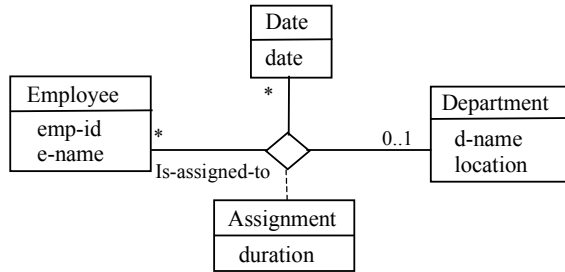 Date
date
*
Employee
emp-id
e-name
*
Is-assigned-to
0..1
Department
d-name
location
Assignment
duration